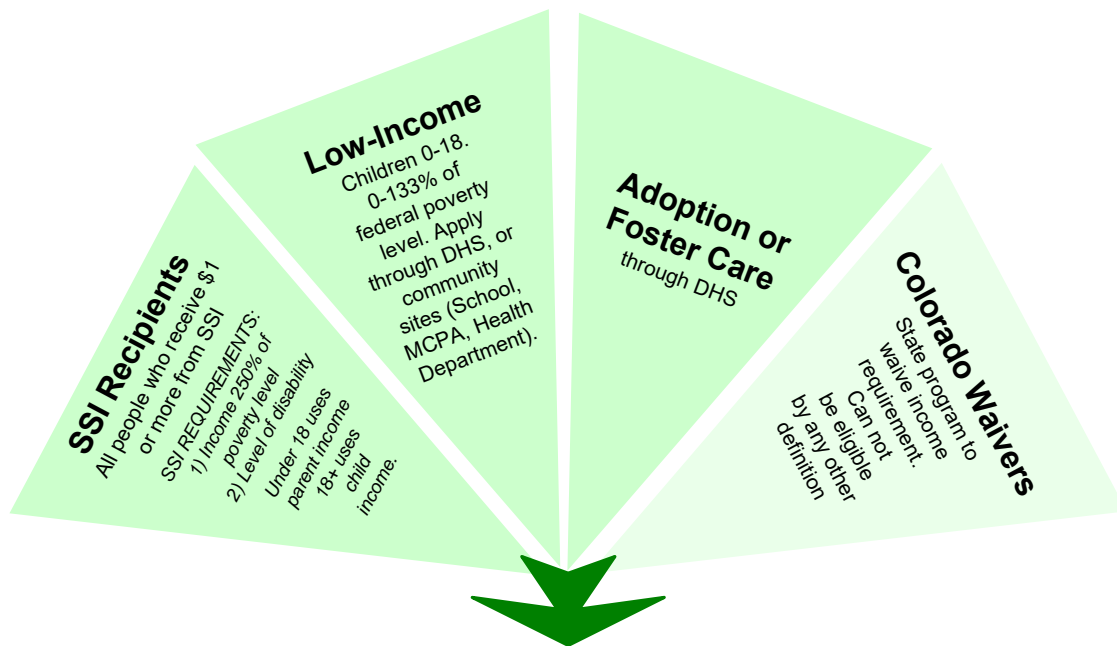 SSI Recipients
All people who receive $1
or more from SSI
SSI REQUIREMENTS:
1) Income 250% of
poverty level
2) Level of disability
Under 18 uses
parent income
18+ uses
child
income.
Low-Income
Children 0-18.
0-133% of
federal poverty
level. Apply
through DHS, or
community
sites (School,
MCPA, Health
Department).
Adoption or
Foster Care
through DHS
Colorado Waivers
State program to
waive income
requirement.
Can not
be eligible
by any other
definition